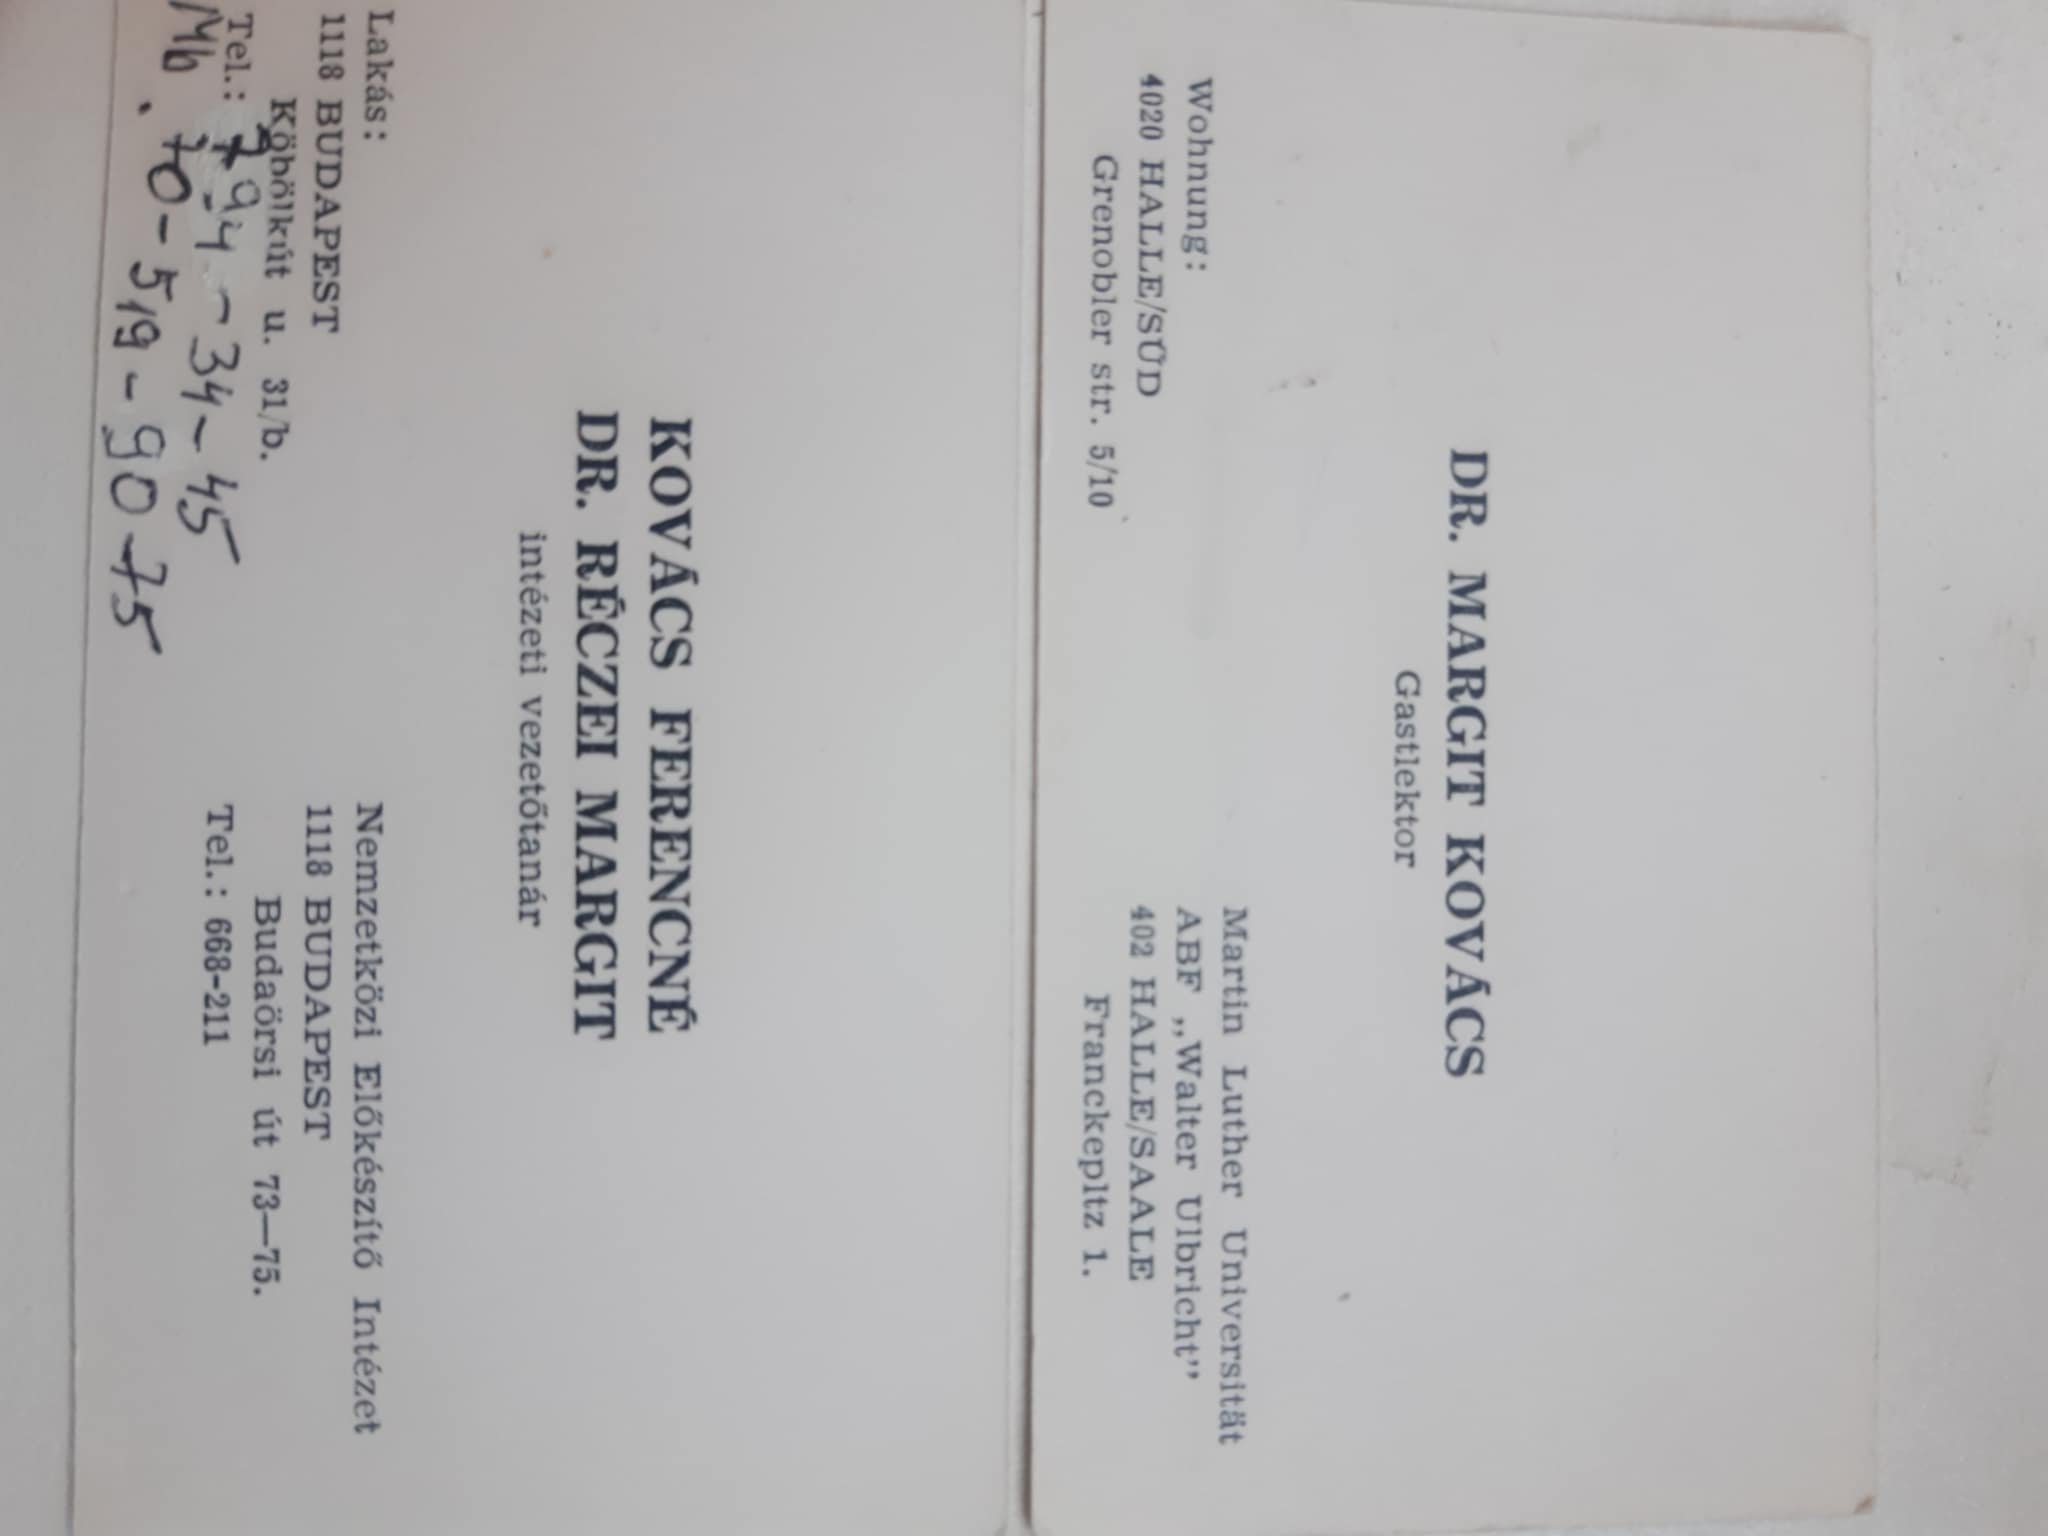 DR. MARGIT KOVÁCS
Gastlektor
Wohnung:
4020 HALLE/SÜD
Grenobler str. 5/10
Martin Luther Universität
ABF „Walter Ulbricht”
402 HALLE/SAALE
Franckepltz 1.
KOVÁCS FERENCNÉ
DR. RÉCZEI MARGIT
intézeti vezetőtanár
Lakás:
1118 BUDAPEST
Köbölkút u. 31/b.
Tel.: 794-34-45
Mb. 70-519-90-75
Nemzetközi Előkészítő Intézet
1118 BUDAPEST
Budaörsi út 73—75.
Tel.: 668-211